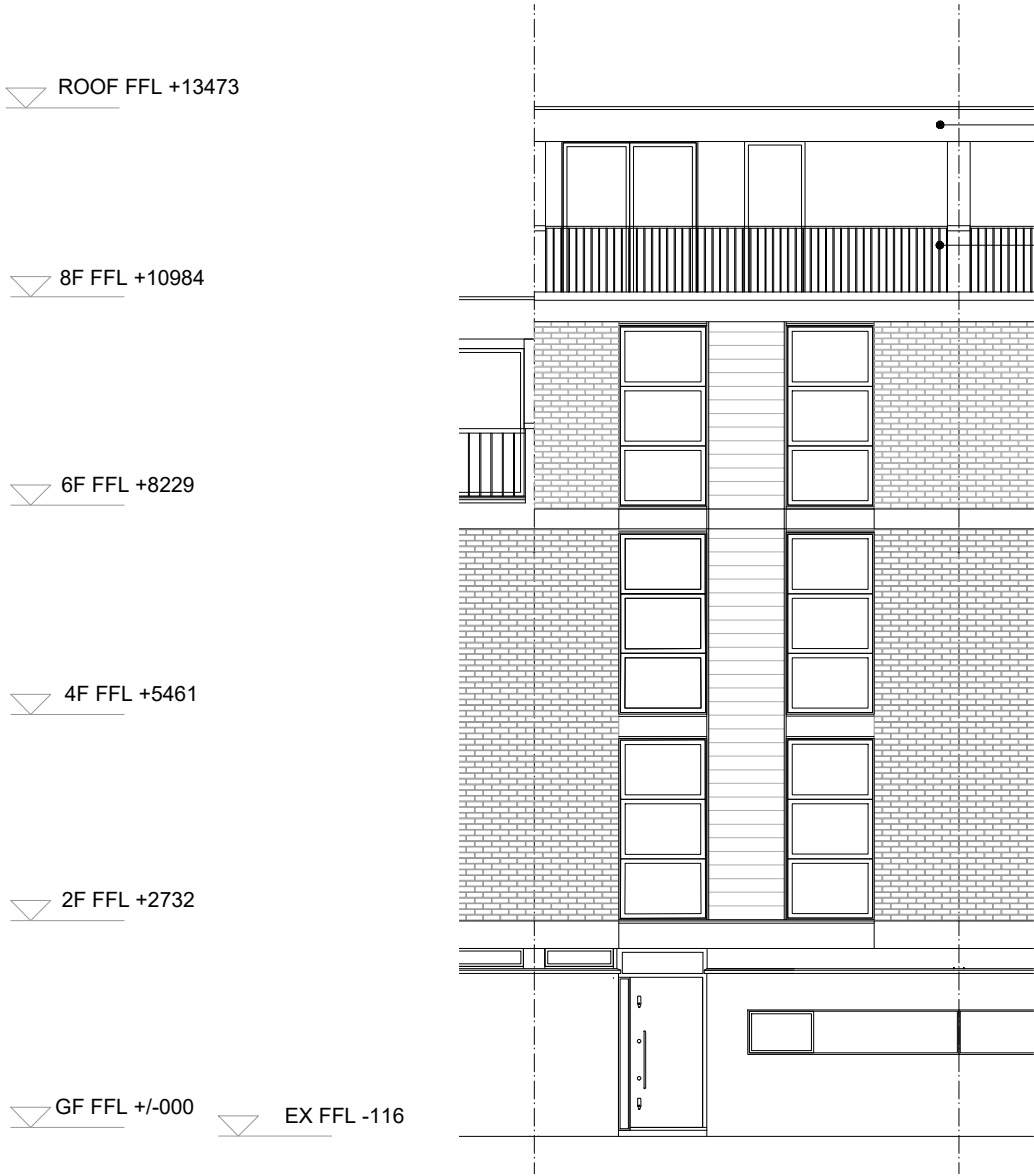 ROOF FFL +13473
8F FFL +10984
6F FFL +8229
4F FFL +5461
2F FFL +2732
GF FFL +/-000
EX FFL -116